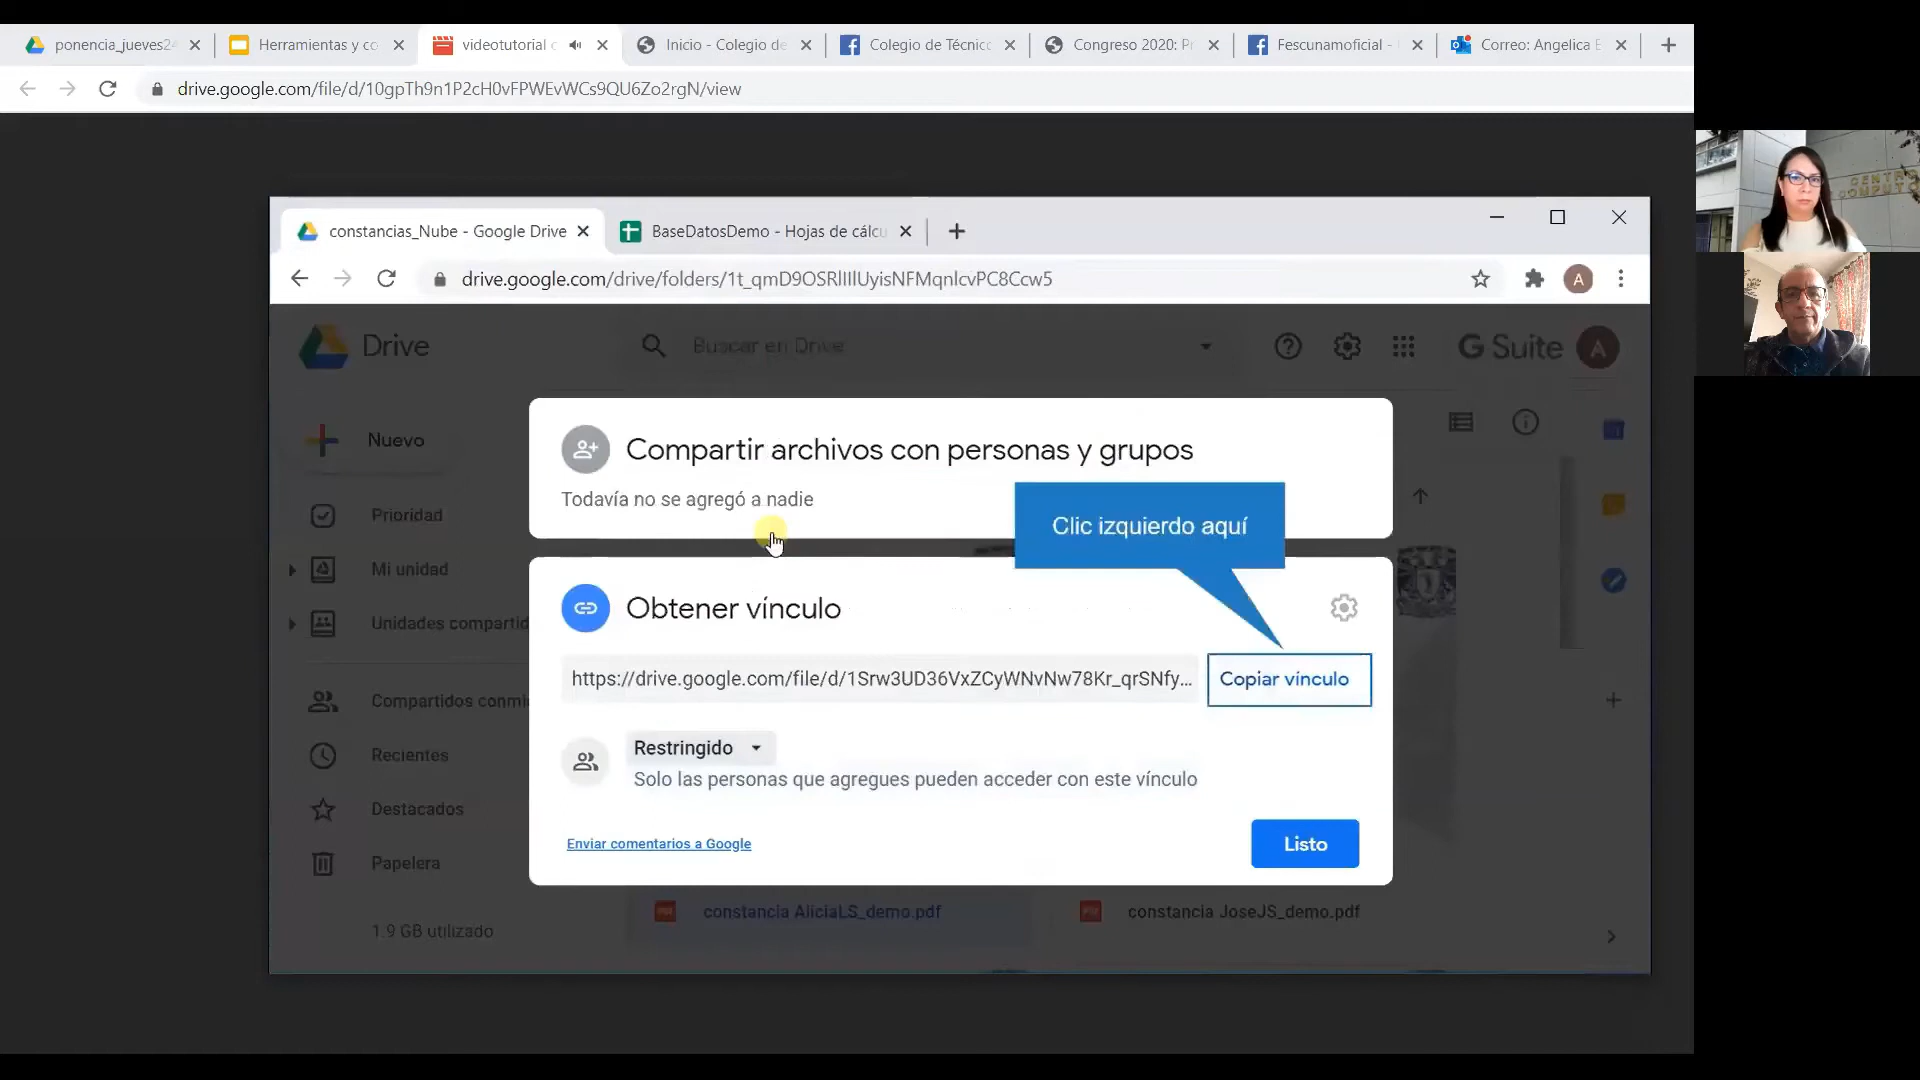 ponencia_jueves24
Herramientas y co
videotutorial c
Inicio - Colegio de
Colegio de Técnic
Congreso 2020: P
Fescunamoficial -
Correo: Angelica E
drive.google.com/file/d/10gpTh9n1P2cH0vFPWEvWCs9QU6Zo2rgN/view
constancias_Nube - Google Drive
BaseDatosDemo - Hojas de cálcu
drive.google.com/drive/folders/1t_qmD9OSRlIIlUyisNFMqnlcvPC8Ccw5
A
Drive
Buscar en Drive
G Suite
A
Nuevo
Prioridad
Mi unidad
Unidades compartid
Compartidos conmi
Recientes
Destacados
Papelera
1.9 GB utilizado
Compartir archivos con personas y grupos
Todavía no se agregó a nadie
Clic izquierdo aquí
Obtener vínculo
https://drive.google.com/file/d/1Srw3UD36VxZCyWNvNw78Kr_qrSNfy...
Copiar vínculo
Restringido
Solo las personas que agregues pueden acceder con este vínculo
Enviar comentarios a Google
Listo
constancia AliciaLS_demo.pdf
constancia JoseJS_demo.pdf
CENTRO
COMPUTO